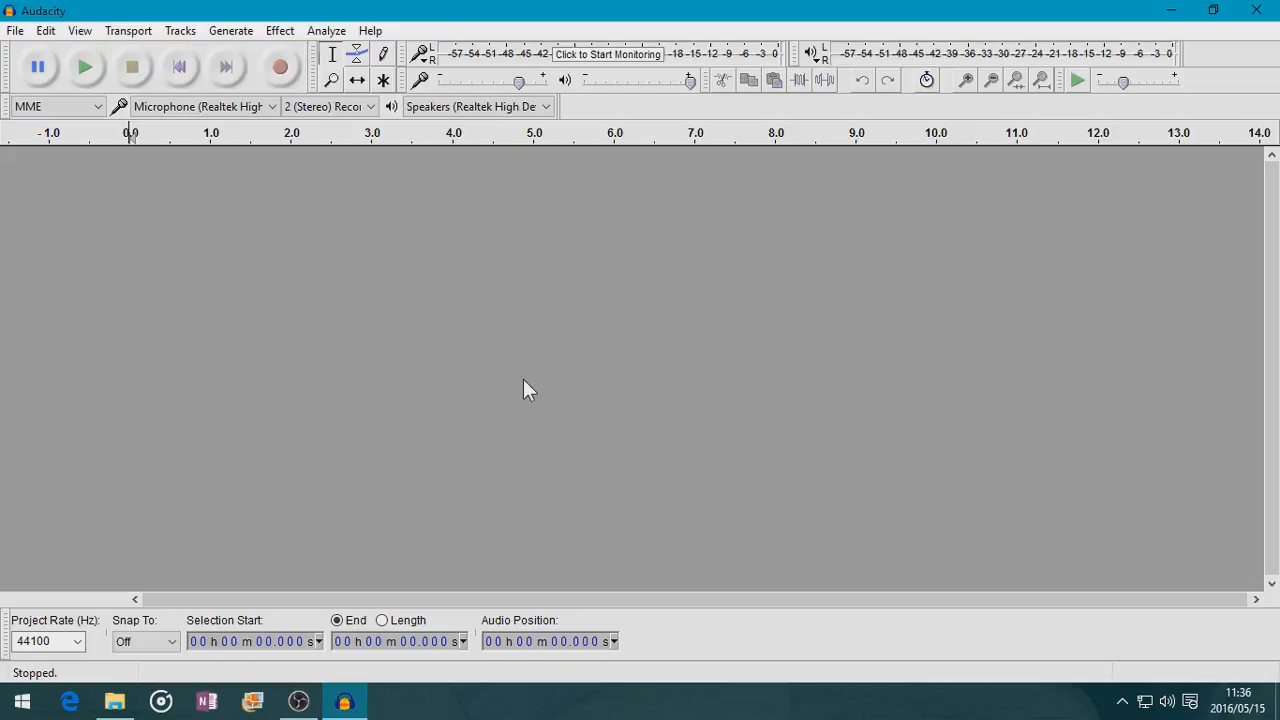 Audacity
File Edit View Transport Tracks Generate Effect Analyze Help
L R -57 -54 -51 -48 -45 -42 Click to Start Monitoring -18 -15 -12 -9 -6 -3 0 L R -57 -54 -51 -48 -45 -42 -39 -36 -33 -30 -27 -24 -21 -18 -15 -12 -9 -6 -3 0
- + - + - +
MME Microphone (Realtek High 2 (Stereo) Recor Speakers (Realtek High De
- 1.0 0.0 1.0 2.0 3.0 4.0 5.0 6.0 7.0 8.0 9.0 10.0 11.0 12.0 13.0 14.0
Project Rate (Hz): Snap To: Selection Start: End Length Audio Position:
44100 Off 00 h 00 m 00.000 s 00 h 00 m 00.000 s 00 h 00 m 00.000 s
Stopped.
11:36
2016/05/15